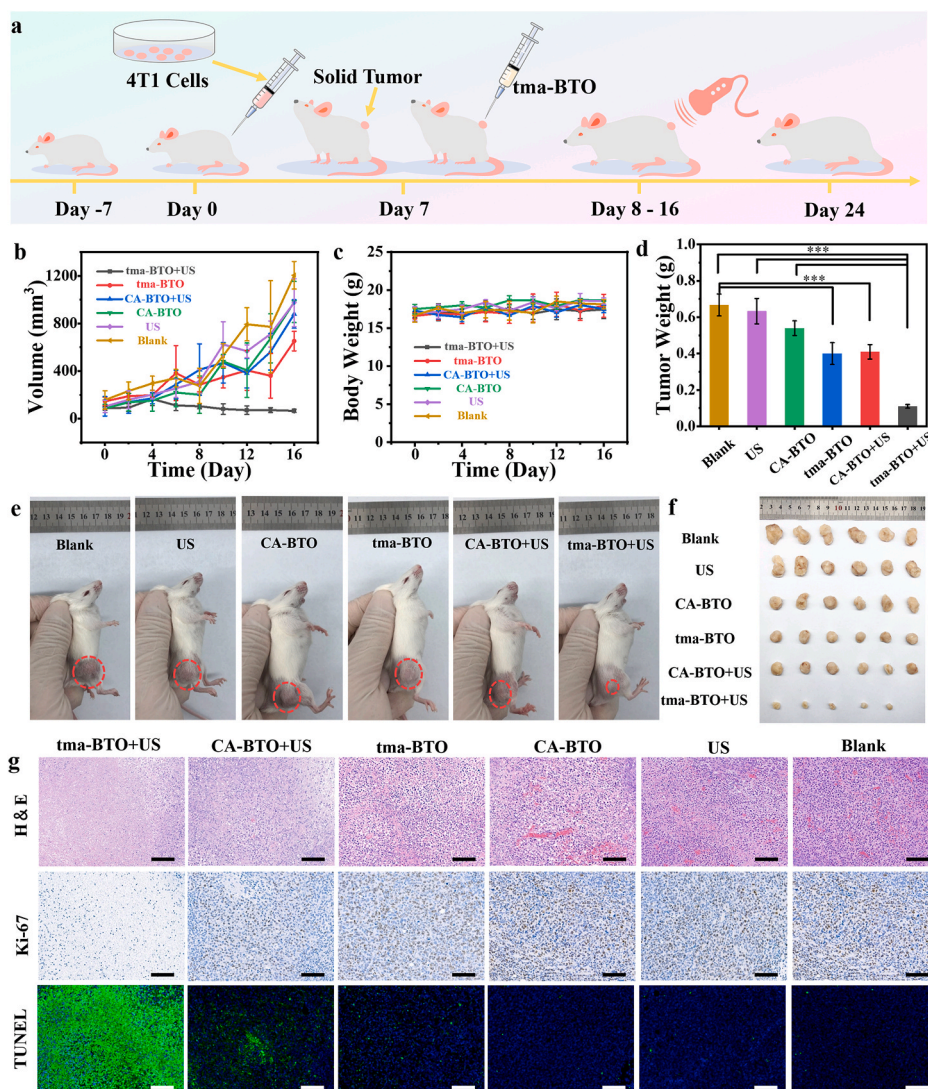 a
4T1 Cells
Solid Tumor
tma-BTO
Day -7
Day 0
Day 7
Day 8 - 16
Day 24
b
Volume (mm³)
1200
800
400
0
tma-BTO+US
tma-BTO
CA-BTO+US
CA-BTO
US
Blank
0 4 8 12 16
Time (Day)
c
Body Weight (g)
25
20
15
10
5
0
tma-BTO+US
tma-BTO
CA-BTO+US
CA-BTO
US
Blank
0 4 8 12 16
Time (Day)
d
Tumor Weight (g)
1.0
0.8
0.6
0.4
0.2
0.0
***
***
Blank
US
CA-BTO
tma-BTO
CA-BTO+US
tma-BTO+US
e
Blank
US
CA-BTO
tma-BTO
CA-BTO+US
tma-BTO+US
f
Blank
US
CA-BTO
tma-BTO
CA-BTO+US
tma-BTO+US
g
tma-BTO+US CA-BTO+US tma-BTO CA-BTO US Blank
H&E
Ki-67
TUNEL